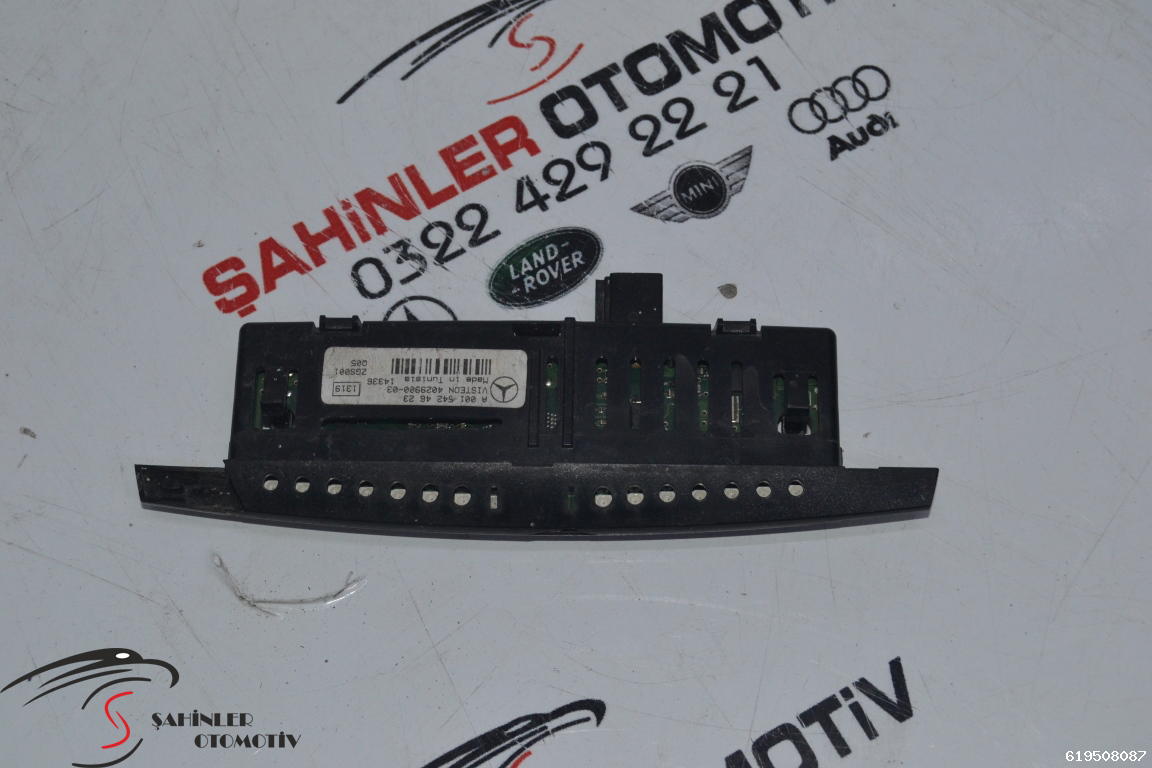 ŞAHİNLER OTOMOTİ
0322 429 22 21
Audi
MINI
LAND-
-ROVER
A 001 542 46 23
VISTEON 4029900-03
Made in Tunisia 14336
1319
2GS001
Q05
ŞAHİNLER
OTOMOTİV
MOTİV
619508087